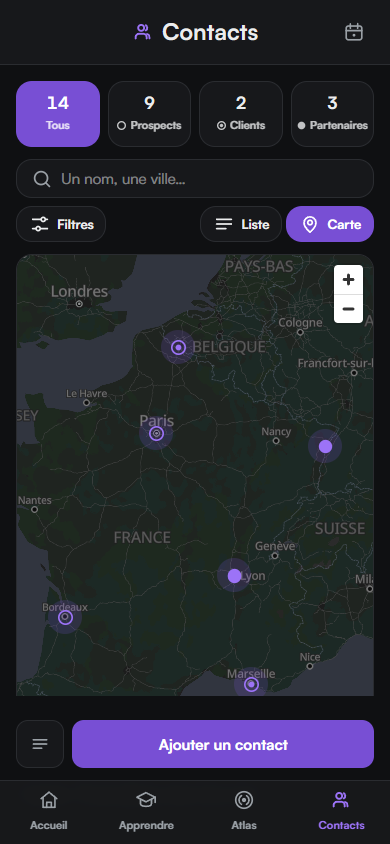 Contacts
14
Tous
9
Prospects
2
Clients
3
Partenaires
Un nom, une ville...
Filtres
Liste
Carte
PAYS-BAS
+
Londres
−
Cologne
A
BELGIQUE
Francfort-sur-l
Le Havre
SEY
Paris
Nancy
Nantes
SUISSE
FRANCE
Genève
Lyon
Mila
Bordeaux
Nice
Marseille
Ajouter un contact
Accueil
Apprendre
Atlas
Contacts